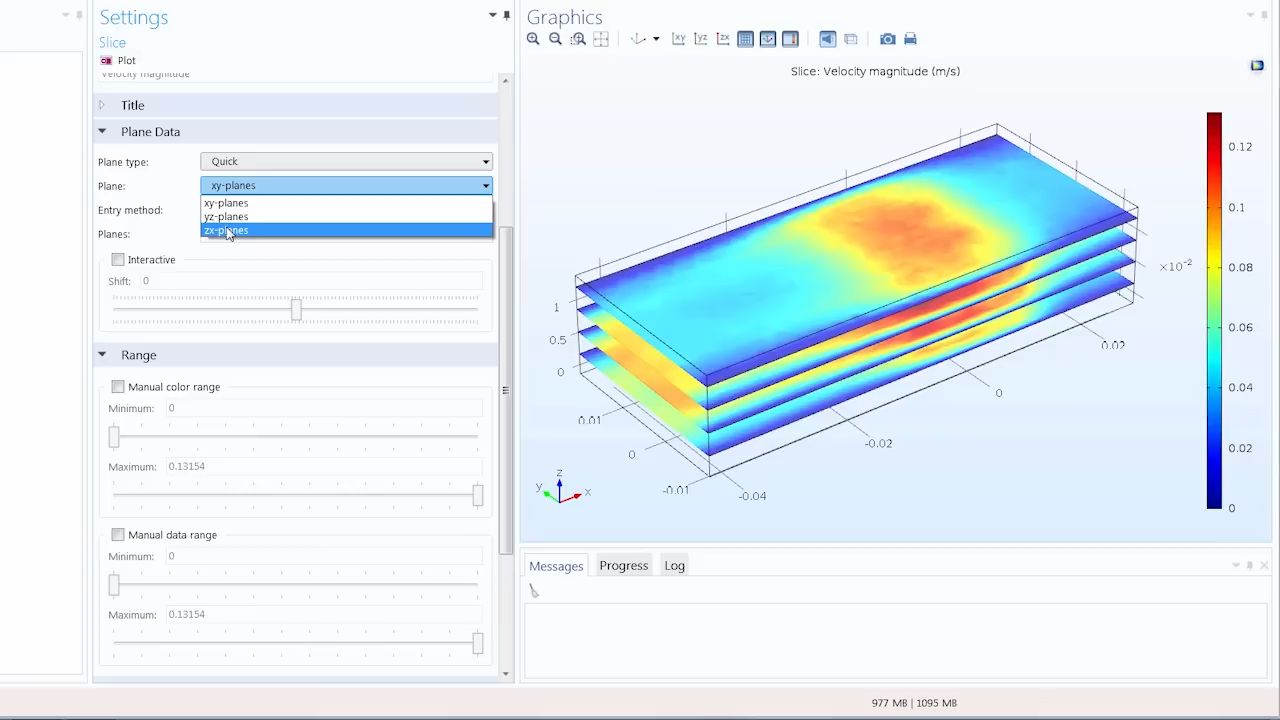 Settings
Slice
Plot
Velocity magnitude
Title
Plane Data
Plane type: Quick
Plane: xy-planes
xy-planes
Entry method: yz-planes
Planes: zx-planes
Interactive
Shift: 0
Range
Manual color range
Minimum: 0
Maximum: 0.13154
Manual data range
Minimum: 0
Maximum: 0.13154
Graphics
xy yz zx
Slice: Velocity magnitude (m/s)
0.12
0.1
0.08
0.06
0.04
0.02
0
×10⁻²
1
0.5
0
0.01
0
-0.01
-0.04
-0.02
0
0.02
z
y
x
Messages Progress Log
977 MB | 1095 MB